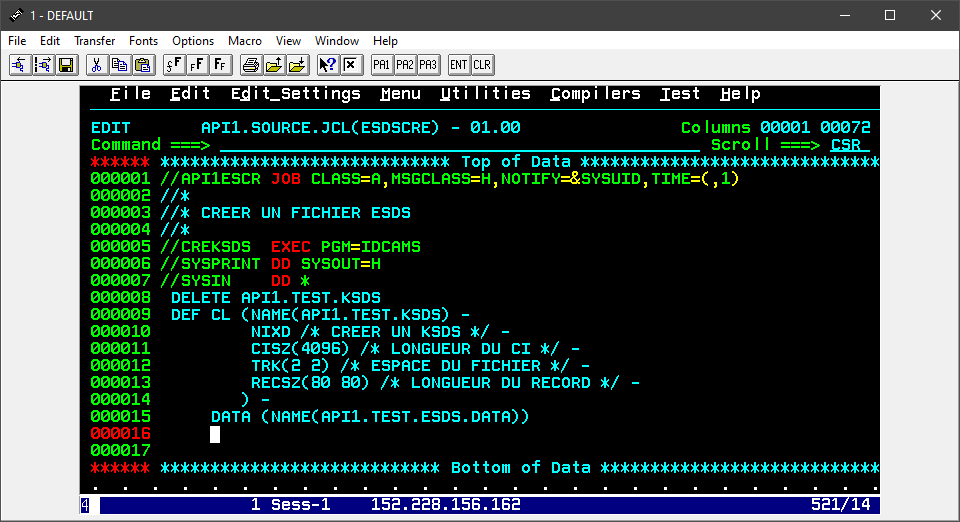 1 - DEFAULT
File Edit Transfer Fonts Options Macro View Window Help
PA1 PA2 PA3 ENT CLR
File Edit Edit_Settings Menu Utilities Compilers Test Help
EDIT API1.SOURCE.JCL(ESDSCRE) - 01.00 Columns 00001 00072
Command ===> Scroll ===> CSR
****** ***************************** Top of Data ******************************
000001 //API1ESCR JOB CLASS=A,MSGCLASS=H,NOTIFY=&SYSUID,TIME=(,1)
000002 //*
000003 //* CREER UN FICHIER ESDS
000004 //*
000005 //CREKSDS  EXEC PGM=IDCAMS
000006 //SYSPRINT DD SYSOUT=H
000007 //SYSIN    DD *
000008  DELETE API1.TEST.KSDS
000009  DEF CL (NAME(API1.TEST.KSDS) -
000010          NIXD /* CREER UN KSDS */ -
000011          CISZ(4096) /* LONGUEUR DU CI */ -
000012          TRK(2 2) /* ESPACE DU FICHIER */ -
000013          RECSZ(80 80) /* LONGUEUR DU RECORD */ -
000014         ) -
000015      DATA (NAME(API1.TEST.ESDS.DATA))
000016
000017
****** **************************** Bottom of Data ****************************
. . . . . . . . . . . . . . . . . . . . . . . . . . .
4 1 Sess-1 152.228.156.162 521/14